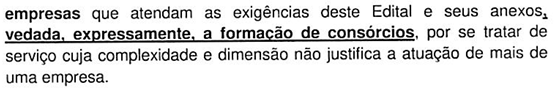 empresas que atendam as exigências deste Edital e seus anexos,
vedada, expressamente, a formação de consórcios, por se tratar de
serviço cuja complexidade e dimensão não justifica a atuação de mais de
uma empresa.